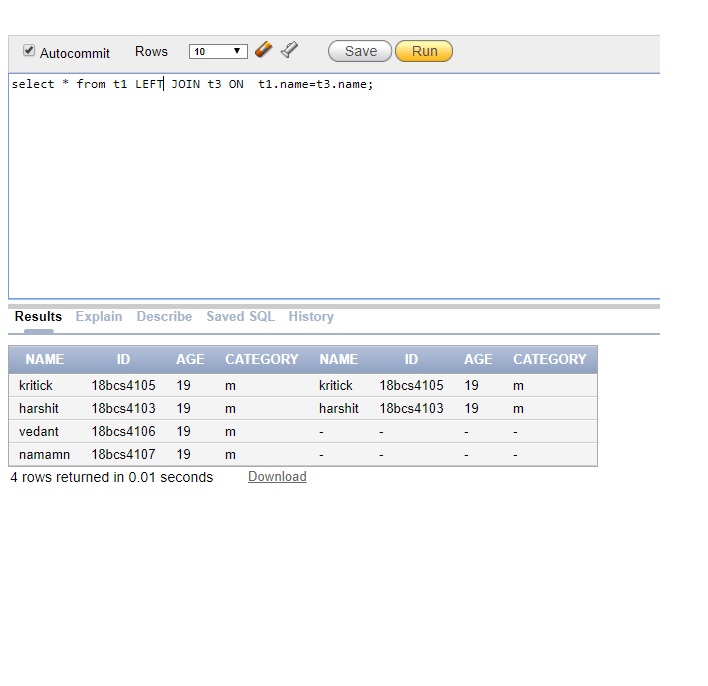 Autocommit Rows 10 Save Run
select * from t1 LEFT JOIN t3 ON  t1.name=t3.name;
Results Explain Describe Saved SQL History
NAME ID AGE CATEGORY NAME ID AGE CATEGORY
kritick 18bcs4105 19 m kritick 18bcs4105 19 m
harshit 18bcs4103 19 m harshit 18bcs4103 19 m
vedant 18bcs4106 19 m - - - -
namamn 18bcs4107 19 m - - - -
4 rows returned in 0.01 seconds Download